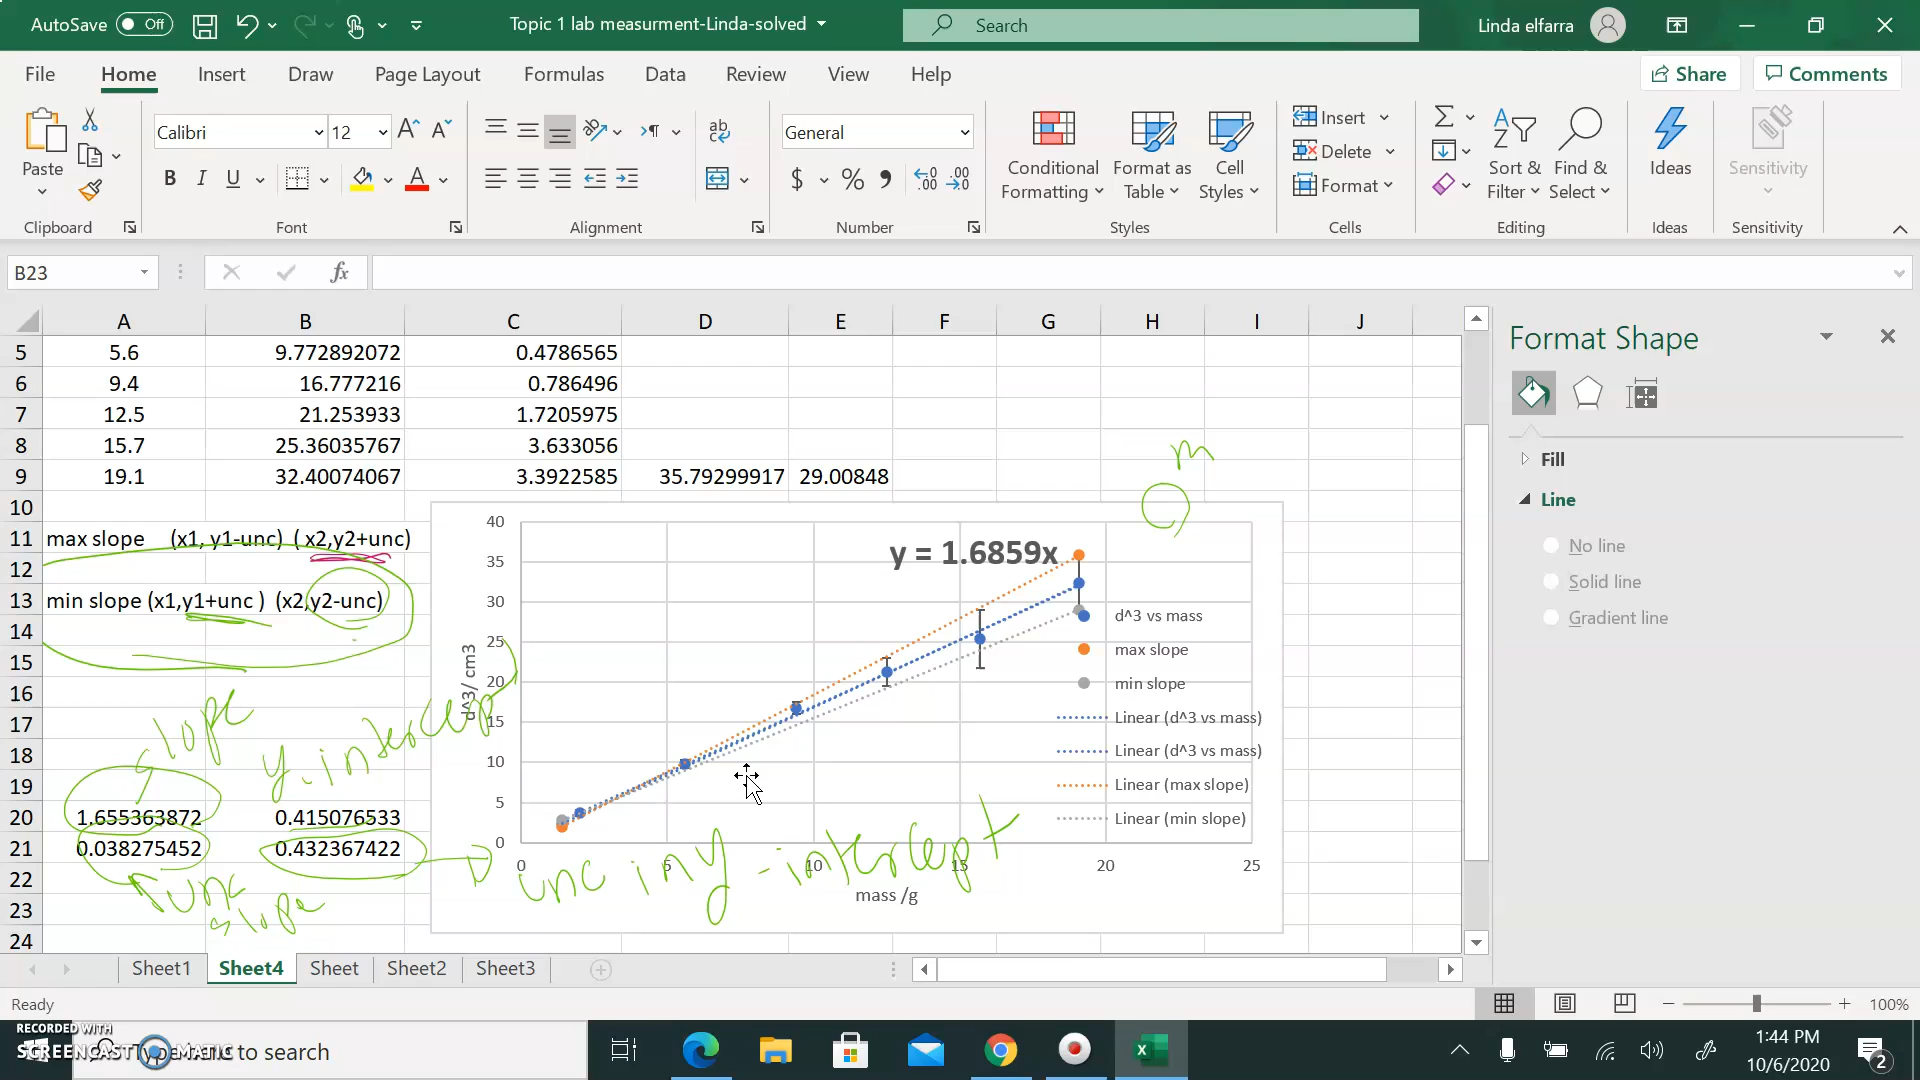 AutoSave Off Topic 1 lab measurment-Linda-solved Search Linda elfarra
File Home Insert Draw Page Layout Formulas Data Review View Help Share Comments
Paste Calibri 12 General Conditional Formatting Format as Table Cell Styles Insert Delete Format Sort & Filter Find & Select Ideas Sensitivity
Clipboard Font Alignment Number Styles Cells Editing Ideas Sensitivity
B23 fx
A B C D E F G H I J
5 5.6 9.772892072 0.4786565
6 9.4 16.777216 0.786496
7 12.5 21.253933 1.7205975
8 15.7 25.36035767 3.633056
9 19.1 32.40074067 3.3922585 35.79299917 29.00848
10
11 max slope (x1, y1-unc) ( x2,y2+unc)
12
13 min slope (x1,y1+unc ) (x2,y2-unc)
14
15
16
17
18
19
20 1.655363872 0.415076533
21 0.038275452 0.432367422
22
23
24
m
slope
y-intercept
unc slope
unc in y-intercept
y = 1.6859x
40
35
30
25
20
15
10
5
0
d^3/ cm3
0 5 10 15 20 25
mass /g
d^3 vs mass
max slope
min slope
Linear (d^3 vs mass)
Linear (d^3 vs mass)
Linear (max slope)
Linear (min slope)
Format Shape
Fill
Line
No line
Solid line
Gradient line
Sheet1 Sheet4 Sheet Sheet2 Sheet3
Ready 100%
RECORDED WITH
SCREENCAST MATIC
Type here to search
1:44 PM
10/6/2020
2